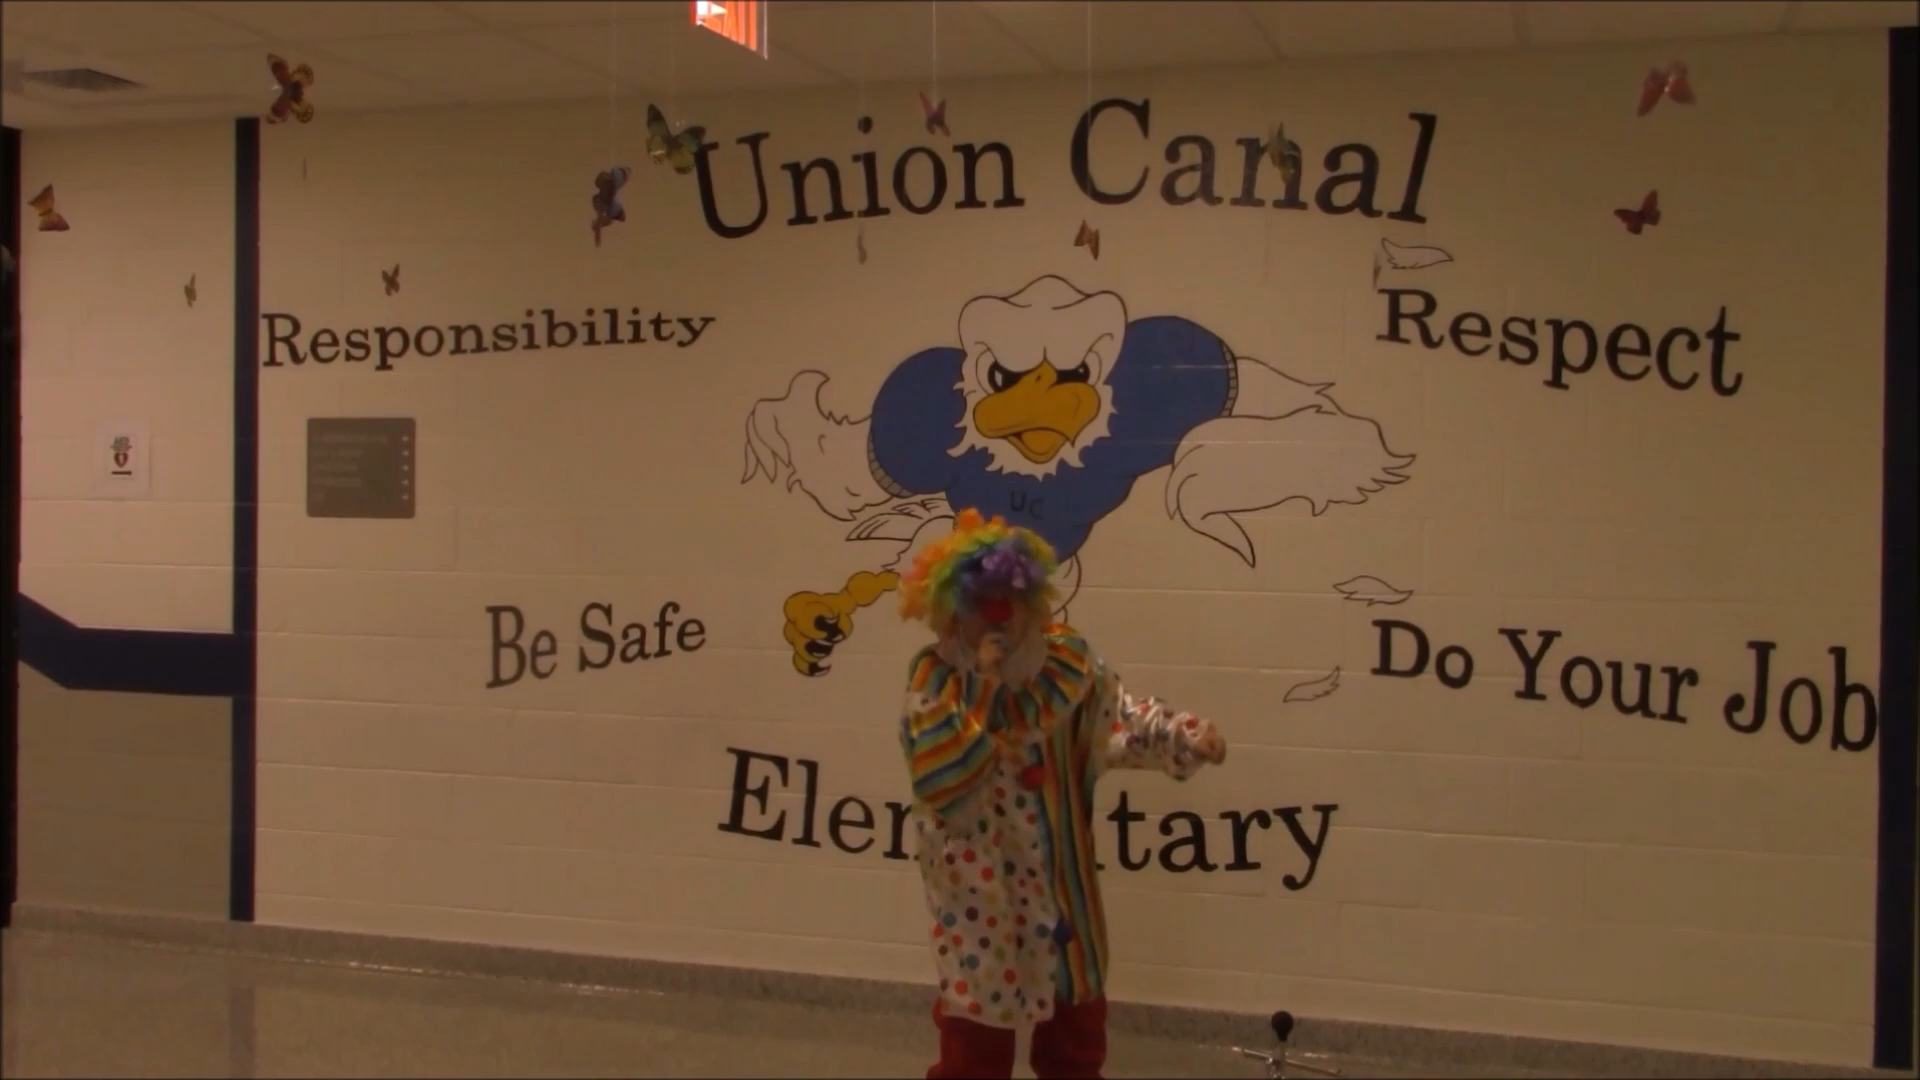 Union Canal
Responsibility
Respect
UC
Be Safe
Do Your Job
Ele tary